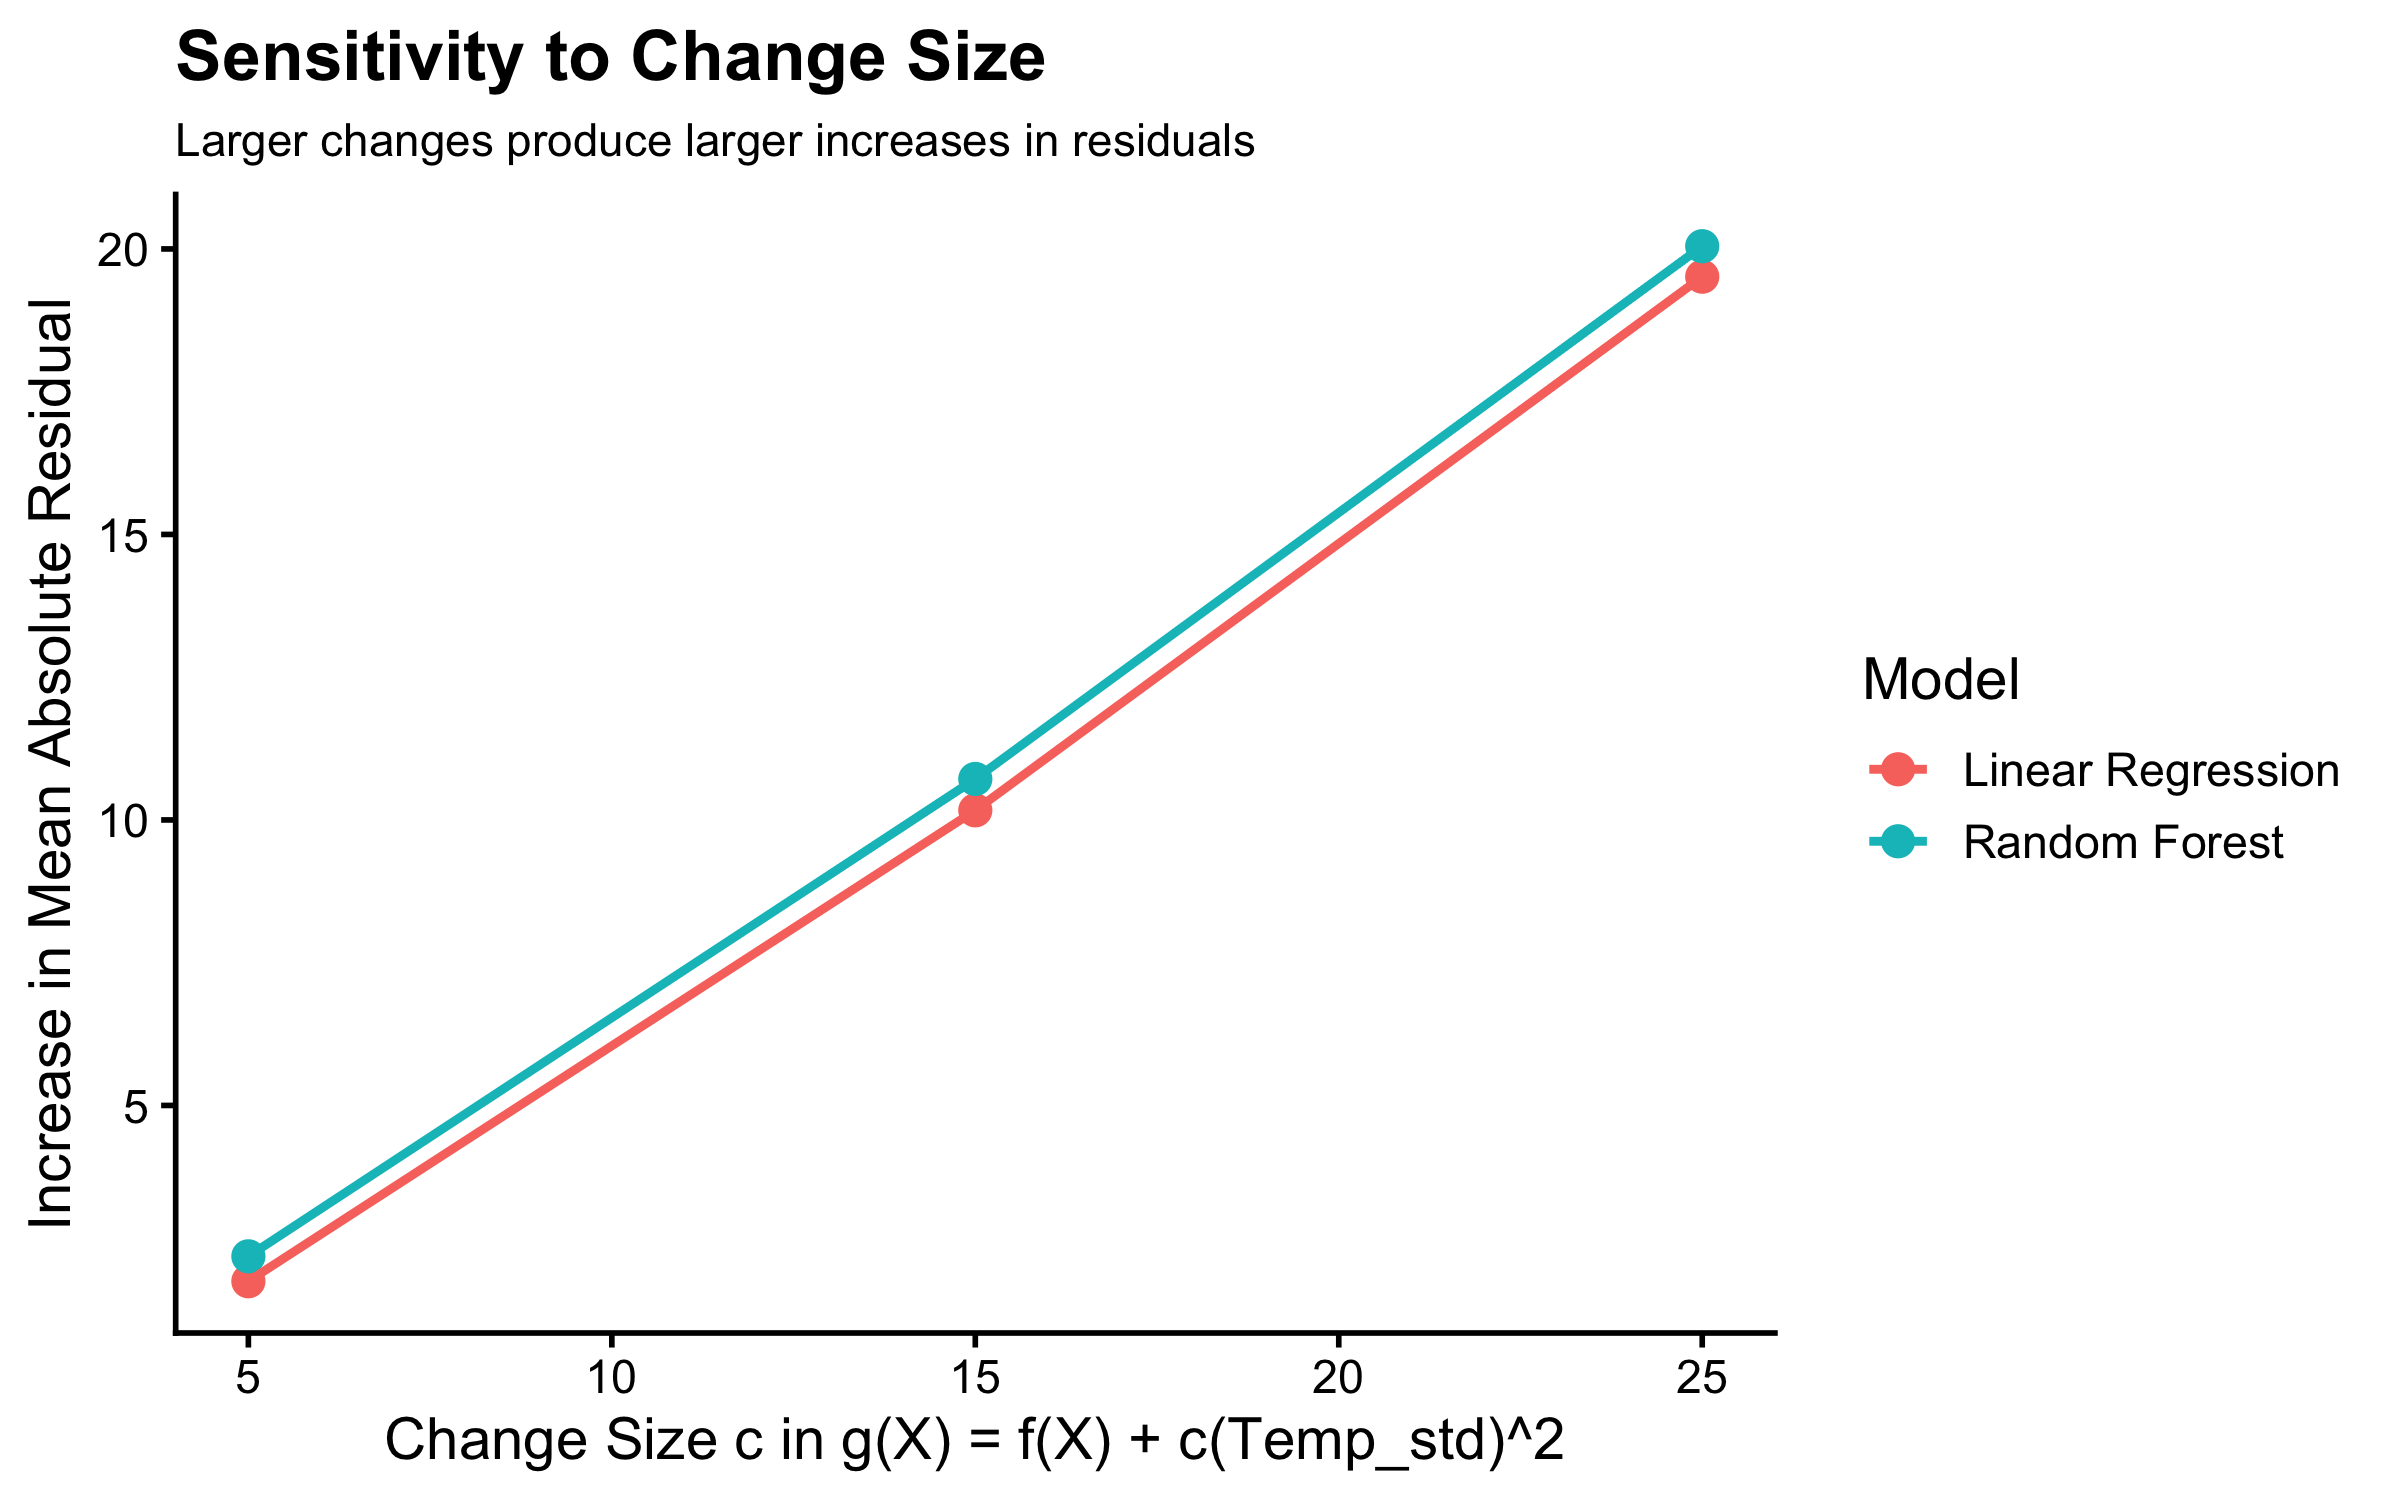 Sensitivity to Change Size
Larger changes produce larger increases in residuals
Increase in Mean Absolute Residual
20
15
10
5
5
10
15
20
25
Change Size c in g(X) = f(X) + c(Temp_std)^2
Model
Linear Regression
Random Forest